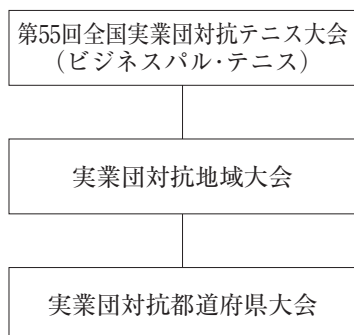 第55回全国実業団対抗テニス大会
（ビジネスパル・テニス）
実業団対抗地域大会
実業団対抗都道府県大会